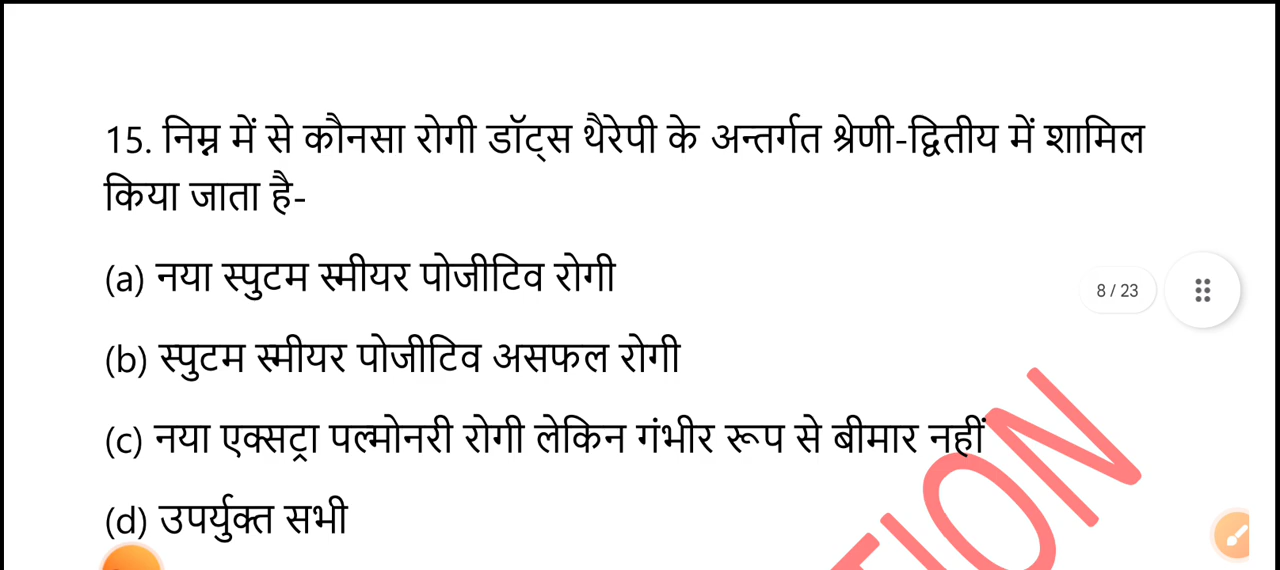 15. निम्न में से कौनसा रोगी डॉट्स थैरेपी के अन्तर्गत श्रेणी-द्वितीय में शामिल
किया जाता है-
(a) नया स्पुटम स्मीयर पोजीटिव रोगी
8 / 23
(b) स्पुटम स्मीयर पोजीटिव असफल रोगी
(c) नया एक्सट्रा पल्मोनरी रोगी लेकिन गंभीर रूप से बीमार नहीं
(d) उपर्युक्त सभी
TION